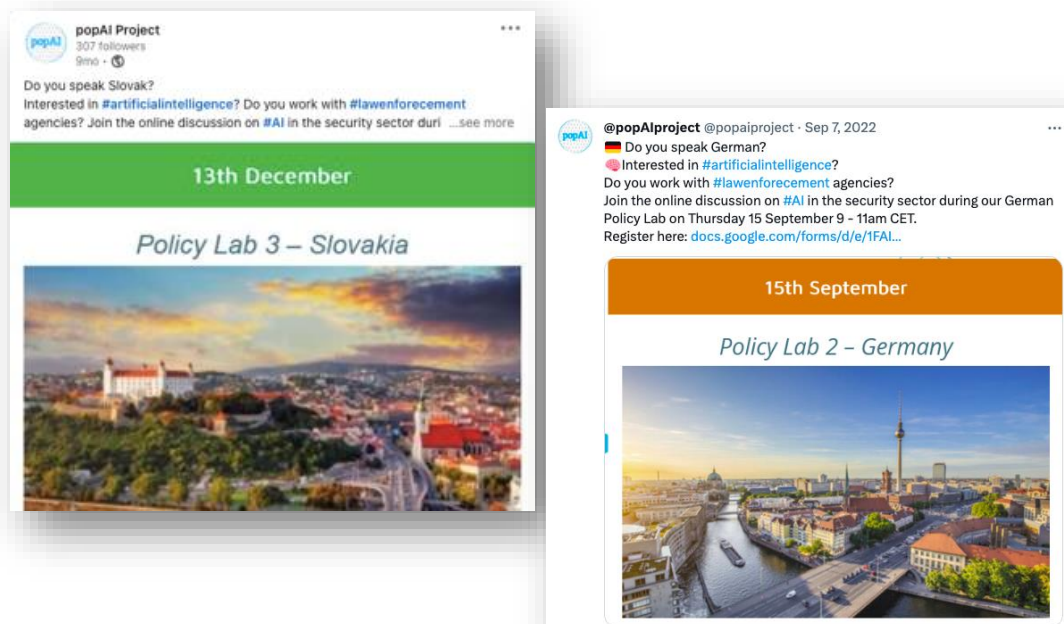 popAI
popAI Project
307 followers
9mo •
Do you speak Slovak?
Interested in #artificialintelligence? Do you work with #lawenforecement
agencies? Join the online discussion on #AI in the security sector duri ...see more
13th December
Policy Lab 3 – Slovakia
popAI
@popAIproject @popaiproject · Sep 7, 2022
Do you speak German?
Interested in #artificialintelligence?
Do you work with #lawenforecement agencies?
Join the online discussion on #AI in the security sector during our German
Policy Lab on Thursday 15 September 9 - 11am CET.
Register here: docs.google.com/forms/d/e/1FAI...
15th September
Policy Lab 2 – Germany